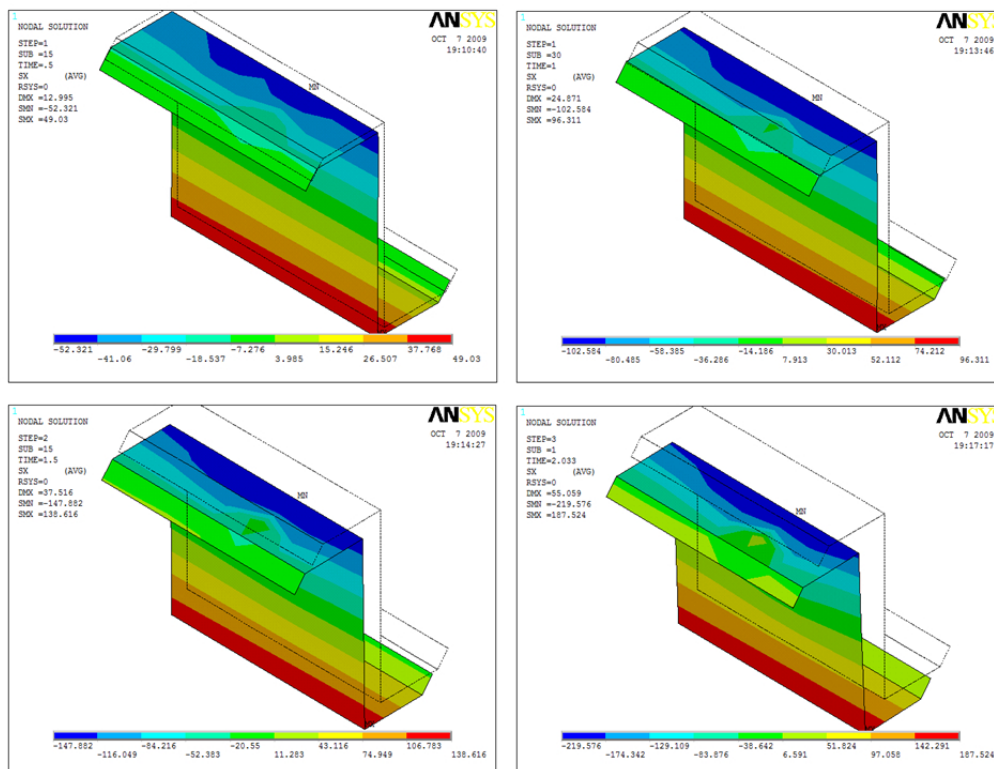 1
NODAL SOLUTION
STEP=1
SUB =15
TIME=.5
SX (AVG)
RSYS=0
DMX =12.995
SMN =-52.321
SMX =49.03
ANSYS
OCT 7 2009
19:10:40
MN
-52.321 -29.799 -7.276 15.246 37.768
-41.06 -18.537 3.985 26.507 49.03
1
NODAL SOLUTION
STEP=1
SUB =30
TIME=1
SX (AVG)
RSYS=0
DMX =24.871
SMN =-102.584
SMX =96.311
ANSYS
OCT 7 2009
19:13:46
MN
-102.584 -58.385 -14.186 30.013 74.212
-80.485 -36.286 7.913 52.112 96.311
1
NODAL SOLUTION
STEP=2
SUB =15
TIME=1.5
SX (AVG)
RSYS=0
DMX =37.516
SMN =-147.882
SMX =138.616
ANSYS
OCT 7 2009
19:14:27
MN
-147.882 -84.216 -20.55 43.116 106.783
-116.049 -52.383 11.283 74.949 138.616
1
NODAL SOLUTION
STEP=3
SUB =1
TIME=2.033
SX (AVG)
RSYS=0
DMX =55.059
SMN =-219.576
SMX =187.524
ANSYS
OCT 7 2009
19:17:17
MN
-219.576 -129.109 -38.642 51.824 142.291
-174.342 -83.876 6.591 97.058 187.524